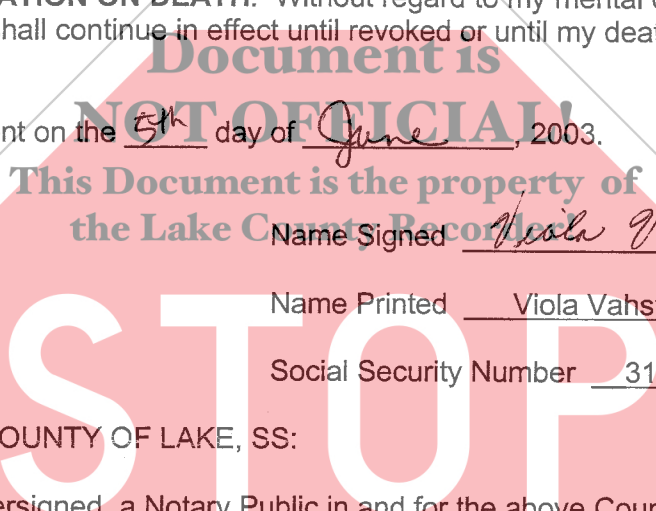 ATION ON DEATH. Without regard to my mental
hall continue in effect until revoked or until my deat
Document is
NOT OFFICIAL!
nt on the 5th day of June, 2003.
This Document is the property of
the Lake County Recorder!
Name Signed Viola V
Name Printed Viola Vahs
Social Security Number 31
STOP
OUNTY OF LAKE, SS:
ersigned, a Notary Public in and for the above Coun